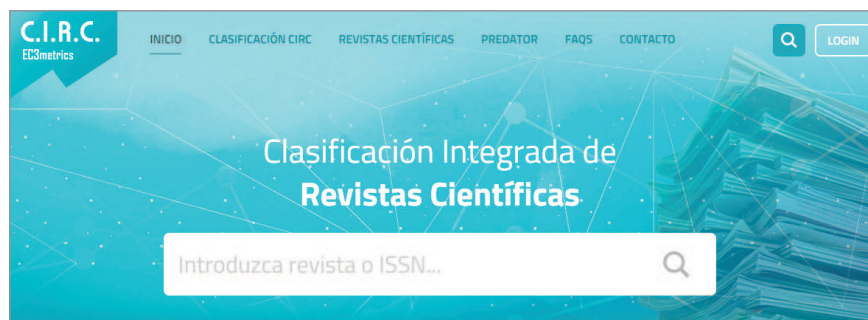 C.I.R.C.
EC3metrics
INICIO CLASIFICACIÓN CIRC REVISTAS CIENTÍFICAS PREDATOR FAQS CONTACTO LOGIN
Clasificación Integrada de
Revistas Científicas
Introduzca revista o ISSN...